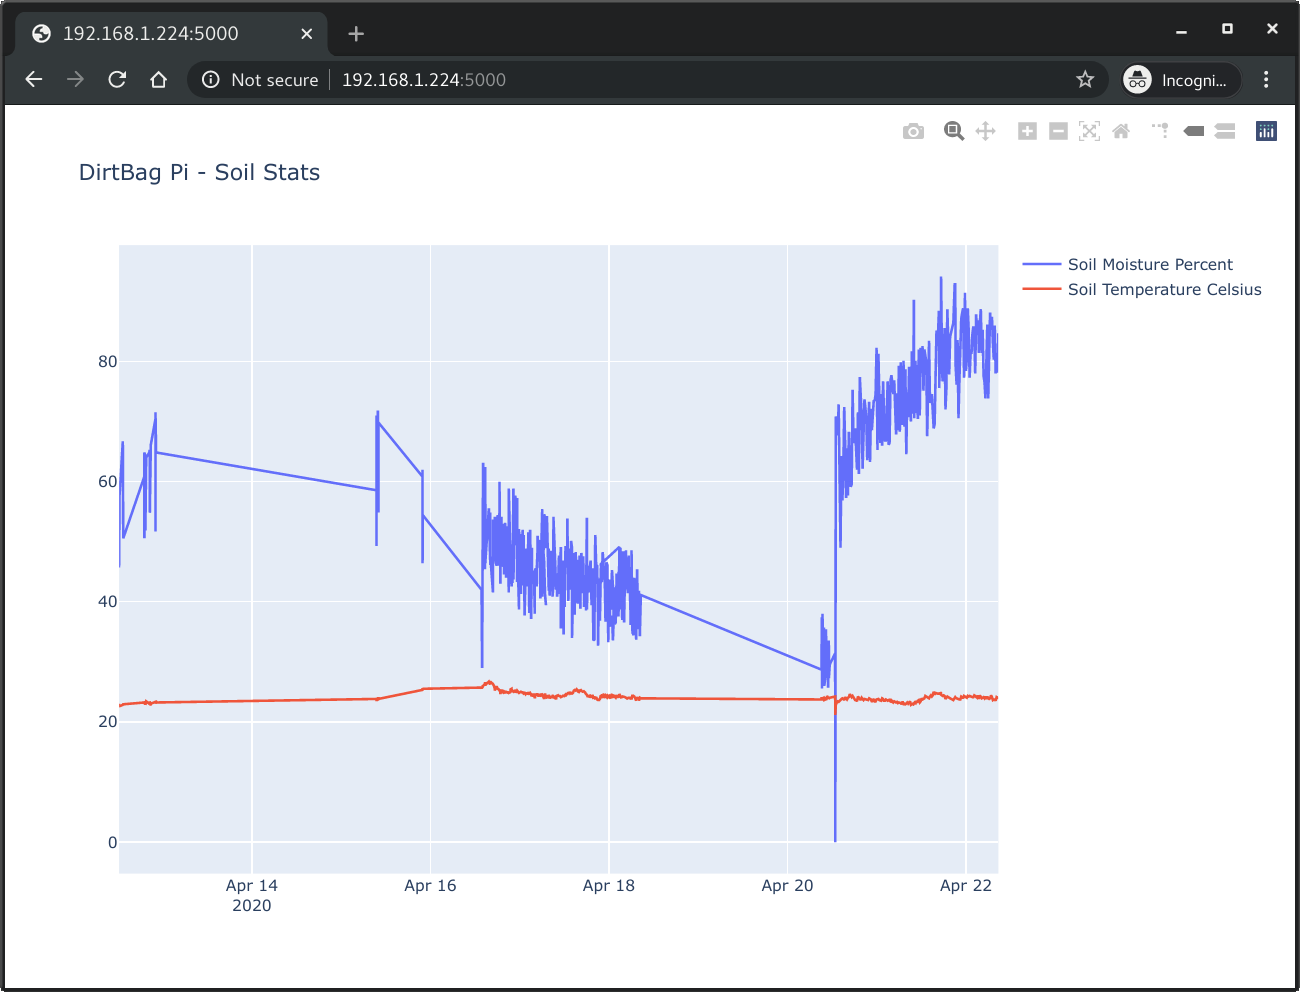 192.168.1.224:5000
Not secure 192.168.1.224:5000 Incogni...
DirtBag Pi - Soil Stats
Soil Moisture Percent
Soil Temperature Celsius
80
60
40
20
0
Apr 14 Apr 16 Apr 18 Apr 20 Apr 22
2020